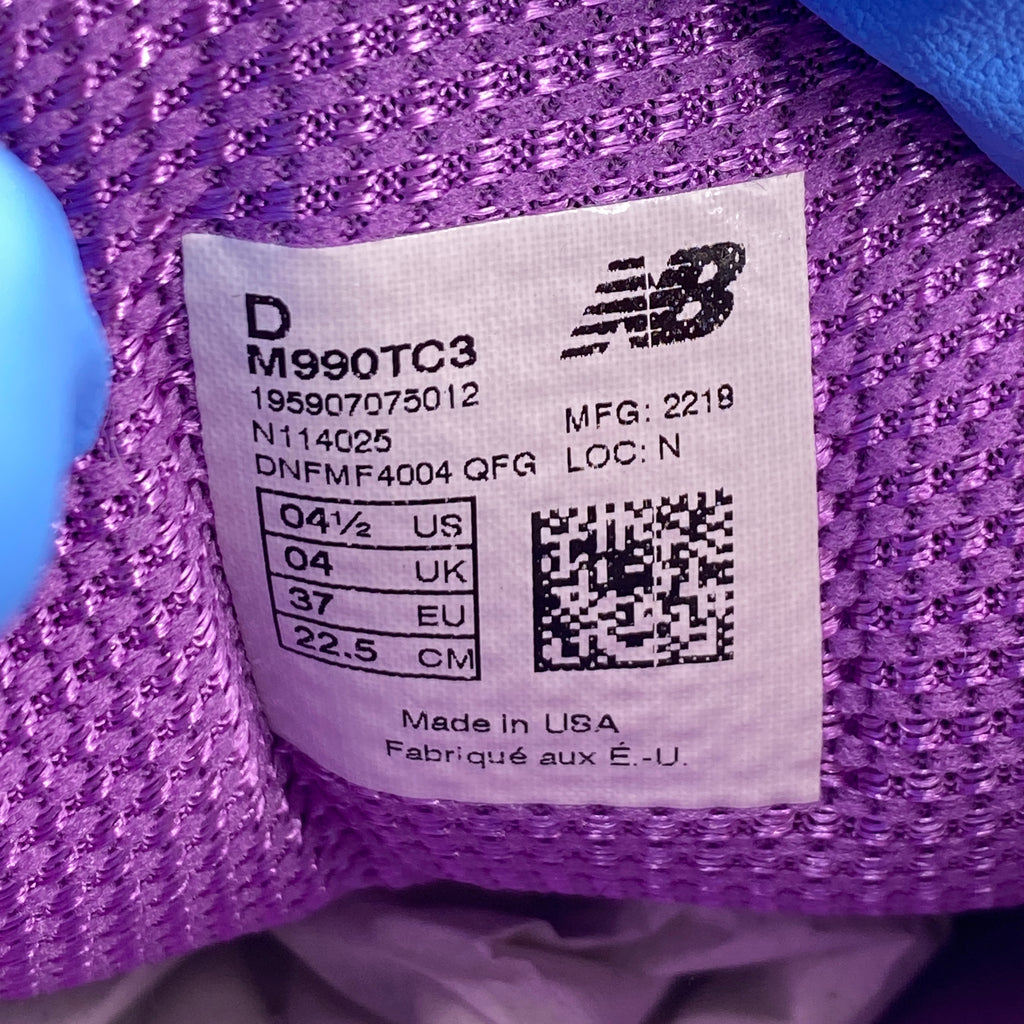 D
M990TC3
195907075012
N114025
DNFMF4004 QFG
NB
MFG: 2218
LOC: N
04½ US
04 UK
37 EU
22.5 CM
Made in USA
Fabriqué aux É.-U.